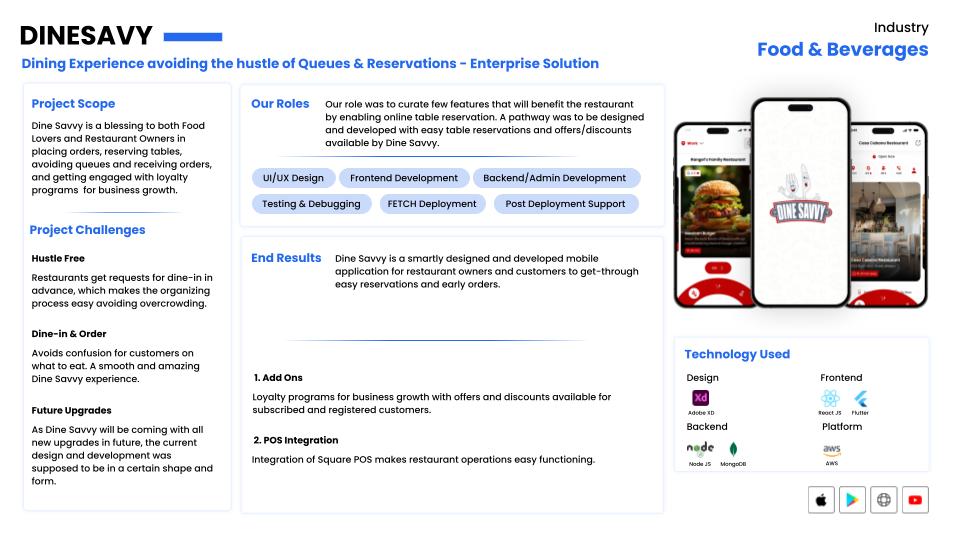 DINESAVY
Dining Experience avoiding the hustle of Queues & Reservations - Enterprise Solution
Industry
Food & Beverages
Project Scope
Dine Savvy is a blessing to both Food
Lovers and Restaurant Owners in
placing orders, reserving tables,
avoiding queues and receiving orders,
and getting engaged with loyalty
programs for business growth.
Project Challenges
Hustle Free
Restaurants get requests for dine-in in
advance, which makes the organizing
process easy avoiding overcrowding.
Dine-in & Order
Avoids confusion for customers on
what to eat. A smooth and amazing
Dine Savvy experience.
Future Upgrades
As Dine Savvy will be coming with all
new upgrades in future, the current
design and development was
supposed to be in a certain shape and
form.
Our Roles
Our role was to curate few features that will benefit the restaurant
by enabling online table reservation. A pathway was to be designed
and developed with easy table reservations and offers/discounts
available by Dine Savvy.
UI/UX Design
Frontend Development
Backend/Admin Development
Testing & Debugging
FETCH Deployment
Post Deployment Support
End Results
Dine Savvy is a smartly designed and developed mobile
application for restaurant owners and customers to get-through
easy reservations and early orders.
1. Add Ons
Loyalty programs for business growth with offers and discounts available for
subscribed and registered customers.
2. POS Integration
Integration of Square POS makes restaurant operations easy functioning.
Work
Rangol's Family Restaurant
DINE SAVVY
Casa Cabana Restaurant
Open Now
Casa Cabana Restaurant
Technology Used
Design
Frontend
Xd
Adobe XD
React JS
Flutter
Backend
Platform
node
aws
Node JS
MongoDB
AWS